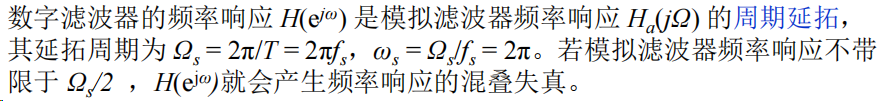 数字滤波器的频率响应 H(e^{jω}) 是模拟滤波器频率响应 H_a(jΩ) 的周期延拓，
其延拓周期为 Ω_s = 2π/T = 2πf_s，ω_s = Ω_s/f_s = 2π。若模拟滤波器频率响应不带
限于 Ω_s/2 ，H(e^{jω})就会产生频率响应的混叠失真。